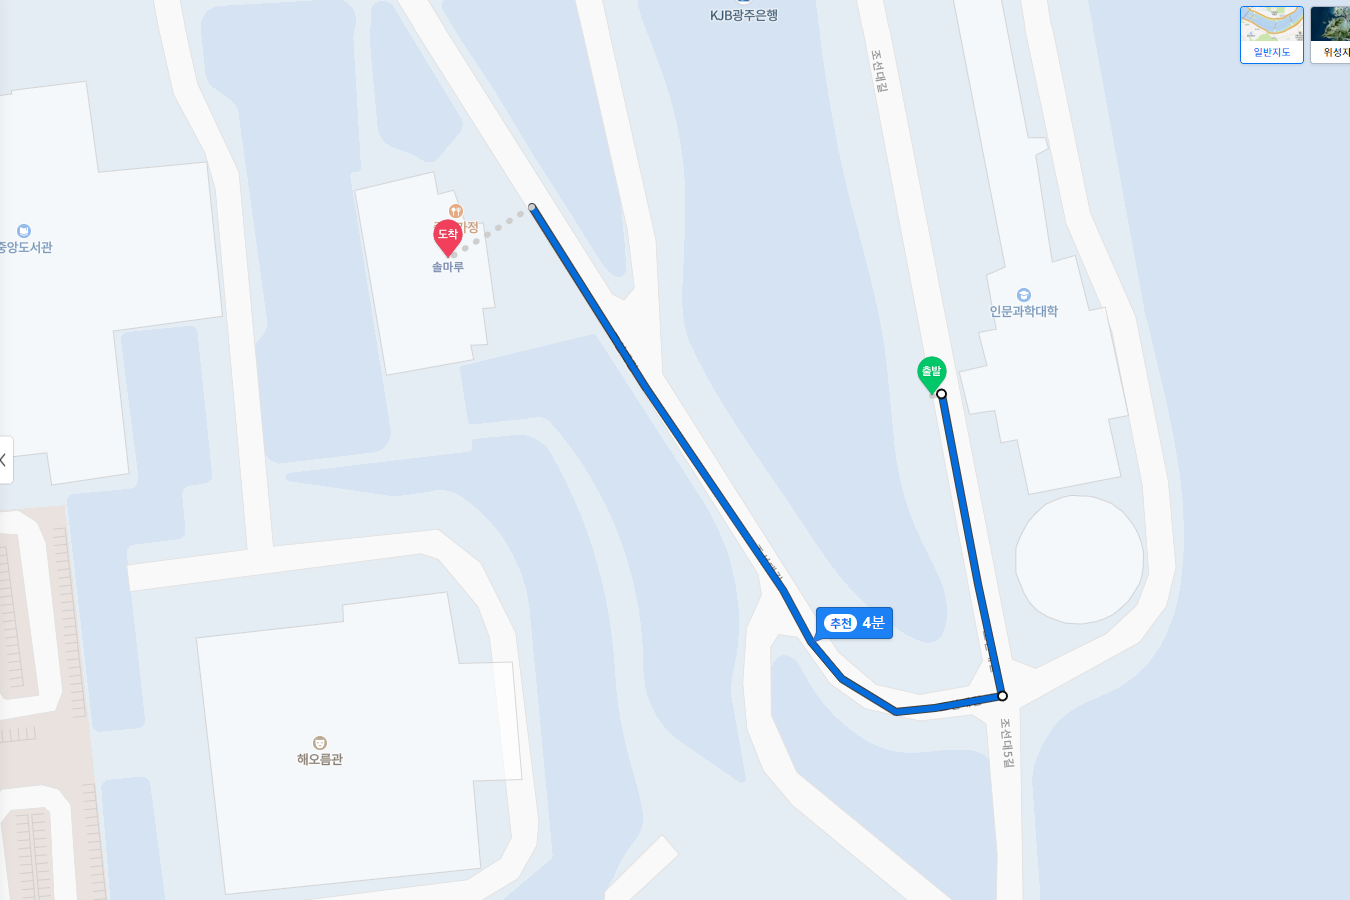 KJB광주은행
일반지도
위성지
조선대길
중앙도서관
도착
솔마루
인문과학대학
출발
추천 4분
조선대5길
해오름관